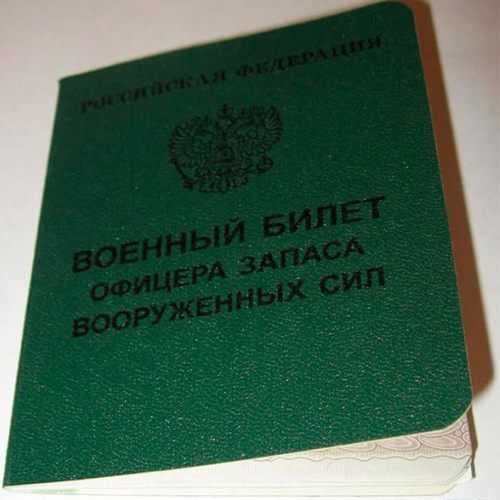 РОССИЙСКАЯ ФЕДЕРАЦИЯ
ВОЕННЫЙ БИЛЕТ
ОФИЦЕРА ЗАПАСА
ВООРУЖЕННЫХ СИЛ